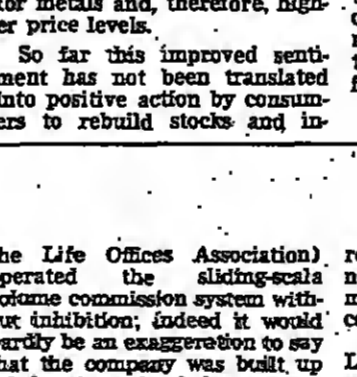 for metals and, therefore, high-
er price levels.
So far this improved senti-
ment has not been translated
into positive action by consum-
ers to rebuild stocks and in-
he Life Offices Association)
perated the sliding-scala
olume commission system with-
ut inhibition; indeed it would
ardly be an exaggeration to say
hat the company was built up